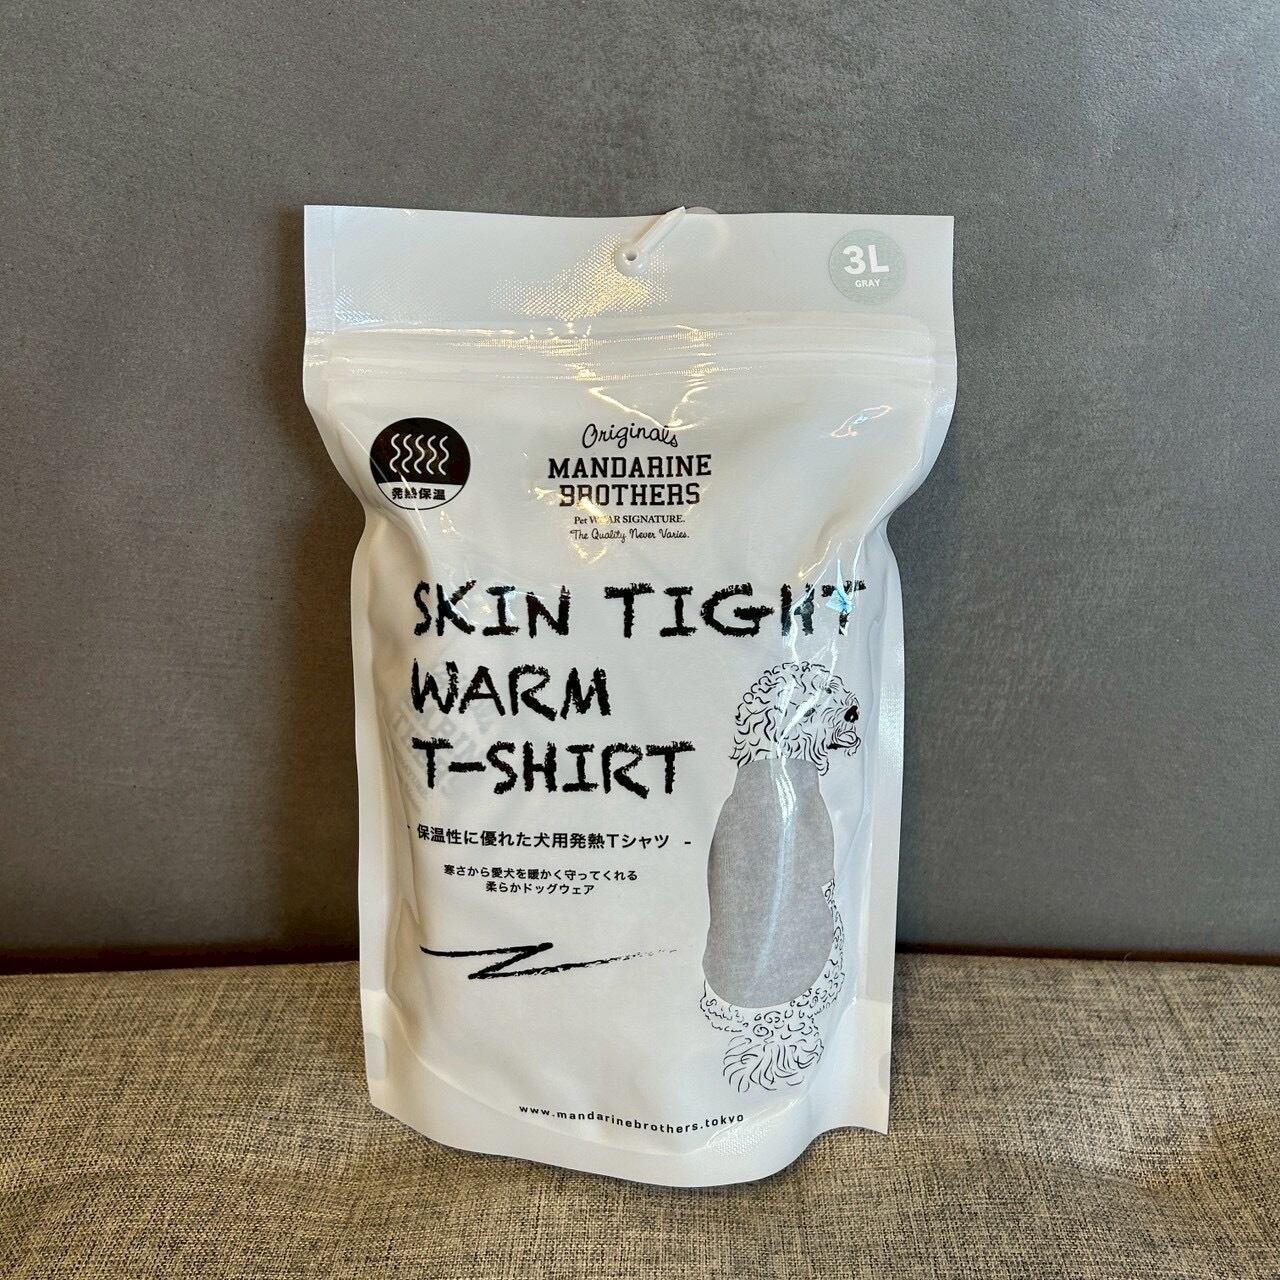 3L
GRAY
発熱保温
Originals
MANDARINE
BROTHERS
Pet WEAR SIGNATURE.
The Quality Never Varies.
SKIN TIGHT
WARM
T-SHIRT
- 保温性に優れた犬用発熱Tシャツ -
寒さから愛犬を暖かく守ってくれる
柔らかドッグウェア
www.mandarinebrothers.tokyo